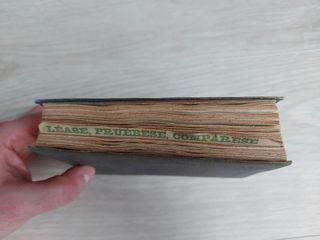 LÉASE, PRUÉBESE, COMPÁRESE